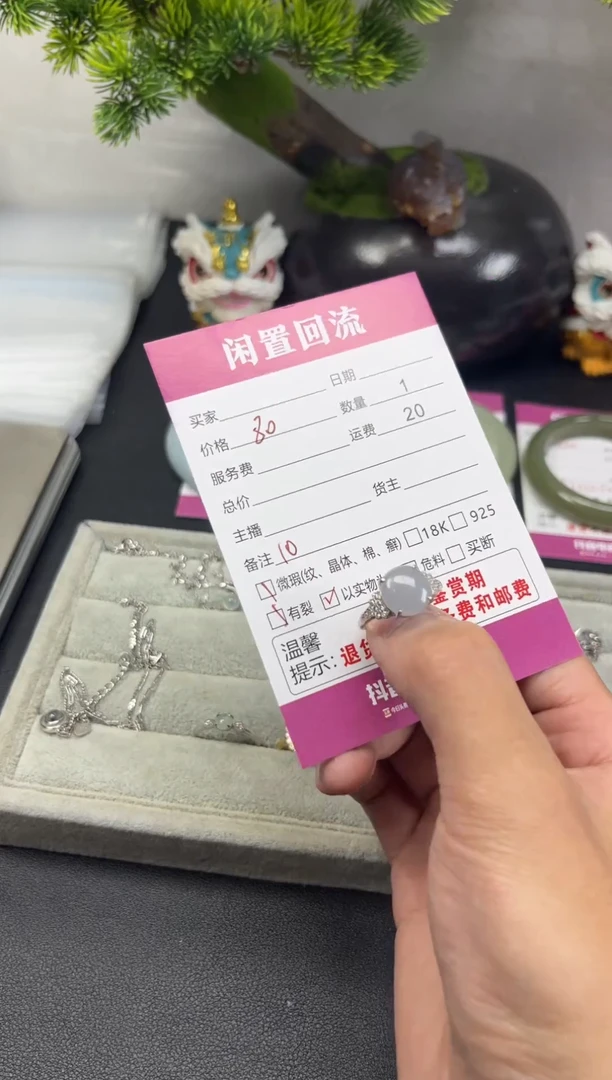 闲置回流
买家 日期
价格 80 数量 1
服务费 运费 20
总价
主播 货主
备注 10
微瑕(纹、晶体、棉、癣) 18K 925
有裂 以实物 危料 买断
温馨 赏期
提示: 退 费和邮费
抖